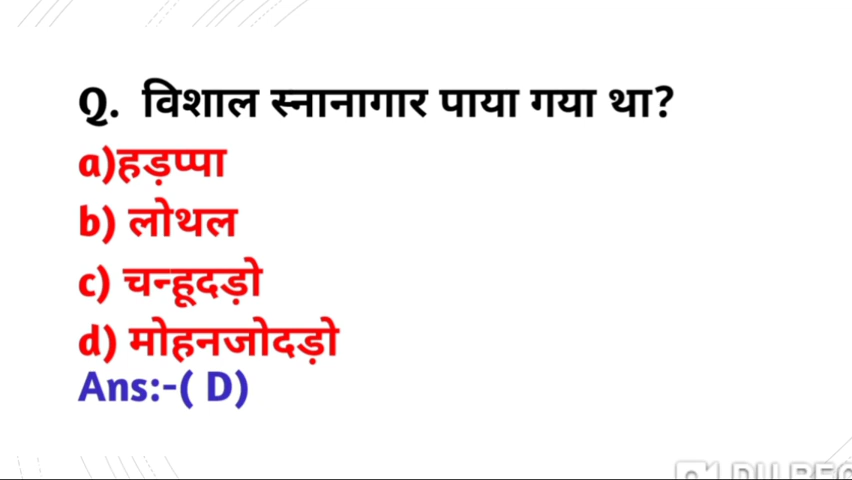 Q. विशाल स्नानागार पाया गया था?
a)हड़प्पा
b) लोथल
c) चन्हूदड़ो
d) मोहनजोदड़ो
Ans:-( D)